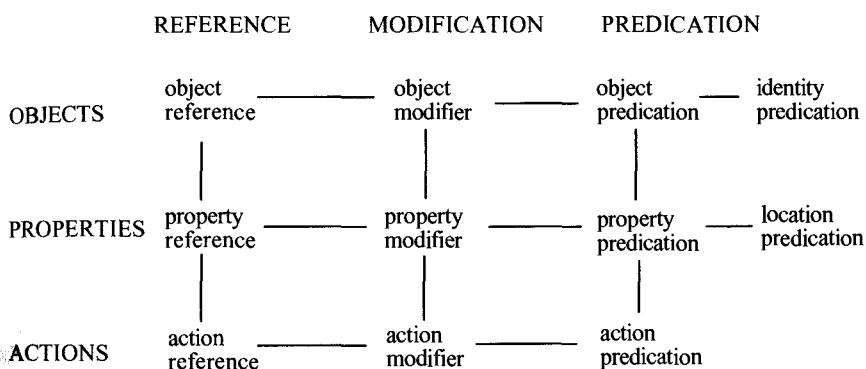 REFERENCE MODIFICATION PREDICATION
object object object identity
OBJECTS reference modifier predication predication
property property property location
PROPERTIES reference modifier predication predication
action action action
ACTIONS reference modifier predication